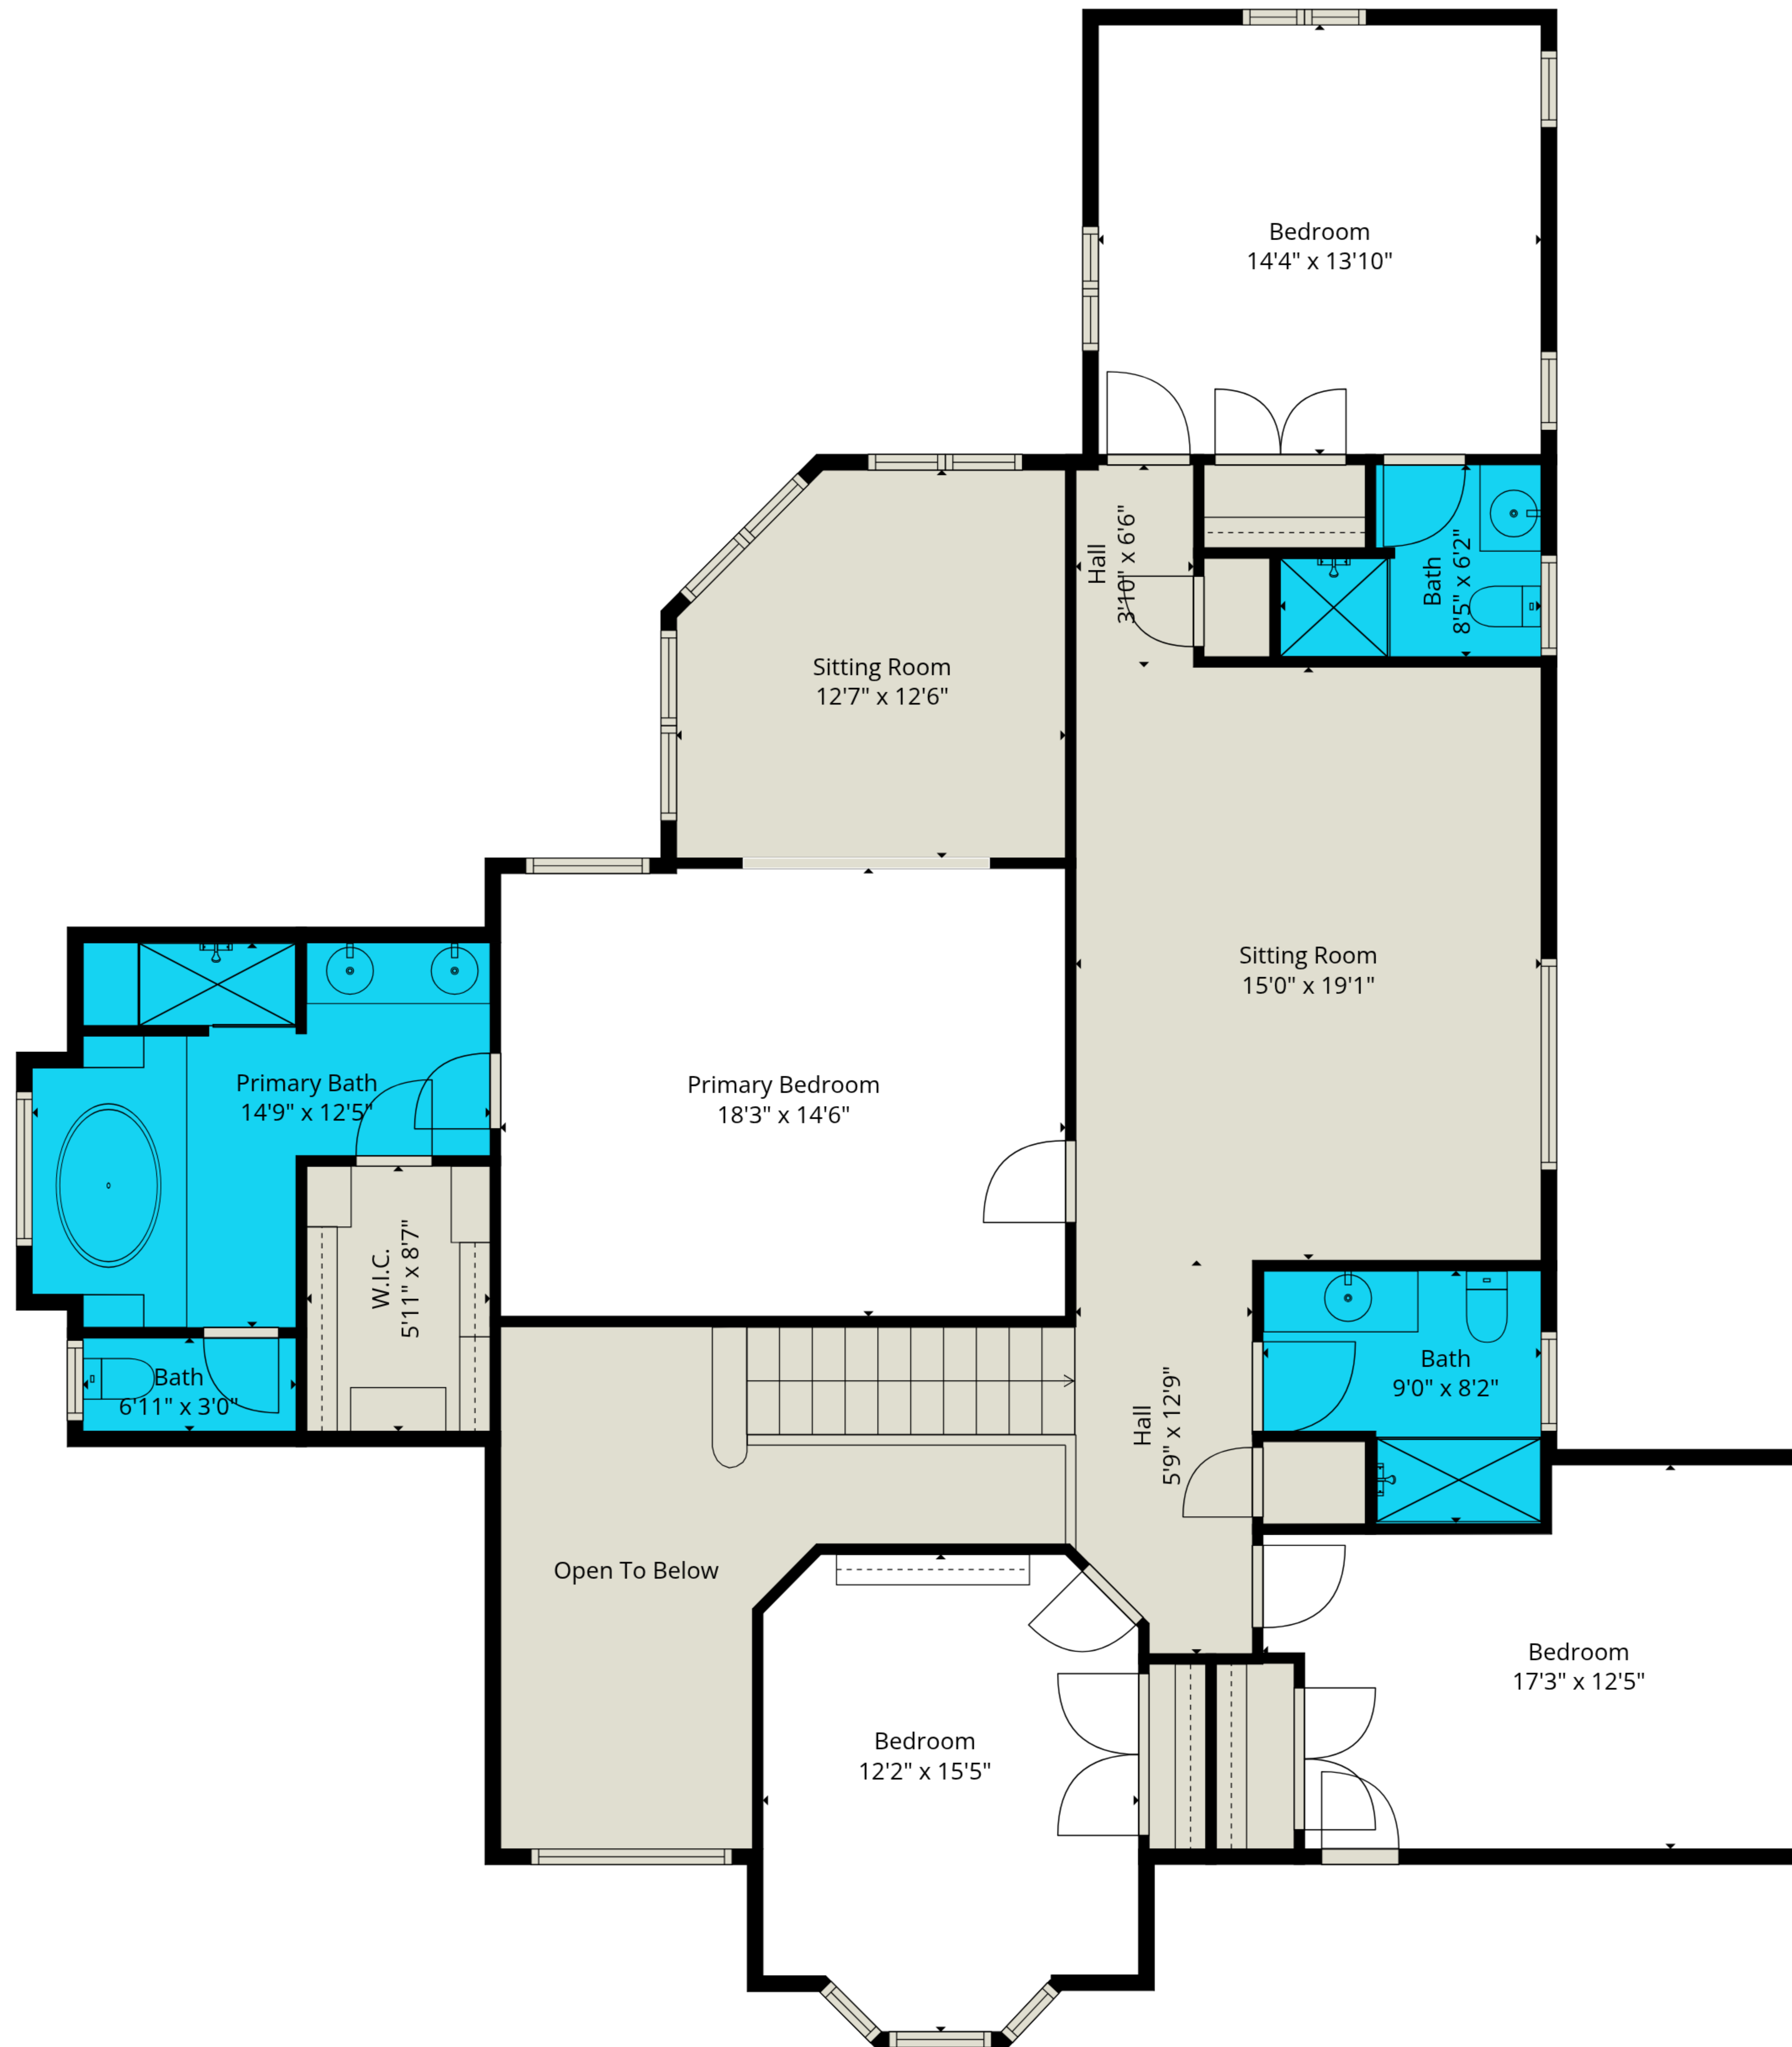 Bedroom
14'4" x 13'10"
Hall
3'10" x 6'6"
Bath
8'5" x 6'2"
Sitting Room
12'7" x 12'6"
Sitting Room
15'0" x 19'1"
Primary Bath
14'9" x 12'5"
Primary Bedroom
18'3" x 14'6"
W.I.C.
5'11" x 8'7"
Bath
6'11" x 3'0"
Bath
9'0" x 8'2"
Hall
5'9" x 12'9"
Open To Below
Bedroom
17'3" x 12'5"
Bedroom
12'2" x 15'5"